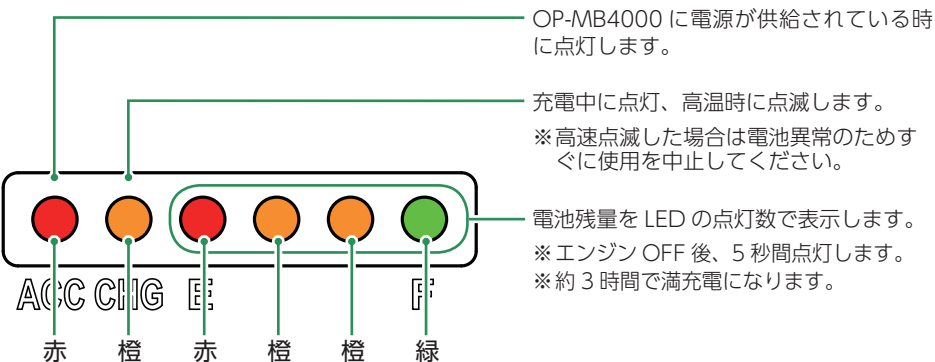 OP-MB4000 に電源が供給されている時
に点灯します。
充電中に点灯、高温時に点滅します。
※高速点滅した場合は電池異常のためす
ぐに使用を中止してください。
電池残量を LED の点灯数で表示します。
※エンジン OFF 後、5 秒間点灯します。
※約 3 時間で満充電になります。
ACC CHG E F
赤 橙 赤 橙 橙 緑